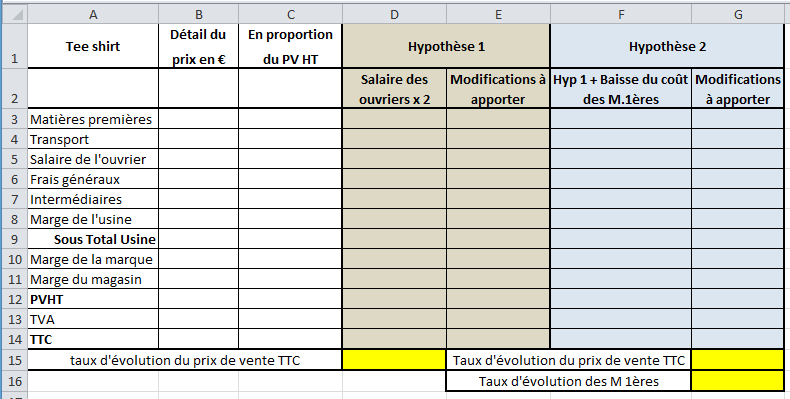 A B C D E F G
1 Tee shirt Détail du prix en € En proportion du PV HT Hypothèse 1 Hypothèse 2
2 Salaire des ouvriers x 2 Modifications à apporter Hyp 1 + Baisse du coût des M.1ères Modifications à apporter
3 Matières premières
4 Transport
5 Salaire de l'ouvrier
6 Frais généraux
7 Intermédiaires
8 Marge de l'usine
9 Sous Total Usine
10 Marge de la marque
11 Marge du magasin
12 PVHT
13 TVA
14 TTC
15 taux d'évolution du prix de vente TTC Taux d'évolution du prix de vente TTC
16 Taux d'évolution des M 1ères